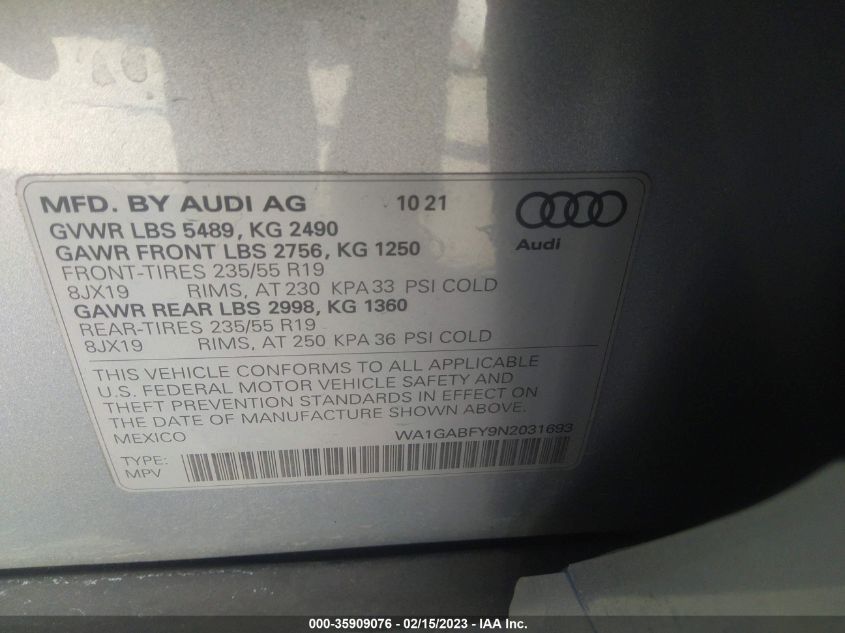 MFD. BY AUDI AG 10 21
GVWR LBS 5489, KG 2490
GAWR FRONT LBS 2756, KG 1250
FRONT-TIRES 235/55 R19
8JX19 RIMS, AT 230 KPA 33 PSI COLD
GAWR REAR LBS 2998, KG 1360
REAR-TIRES 235/55 R19
8JX19 RIMS, AT 250 KPA 36 PSI COLD
Audi
THIS VEHICLE CONFORMS TO ALL APPLICABLE
U.S. FEDERAL MOTOR VEHICLE SAFETY AND
THEFT PREVENTION STANDARDS IN EFFECT ON
THE DATE OF MANUFACTURE SHOWN ABOVE.
MEXICO WA1GABFY9N2031693
TYPE:
MPV
000-35909076 - 02/15/2023 - IAA Inc.